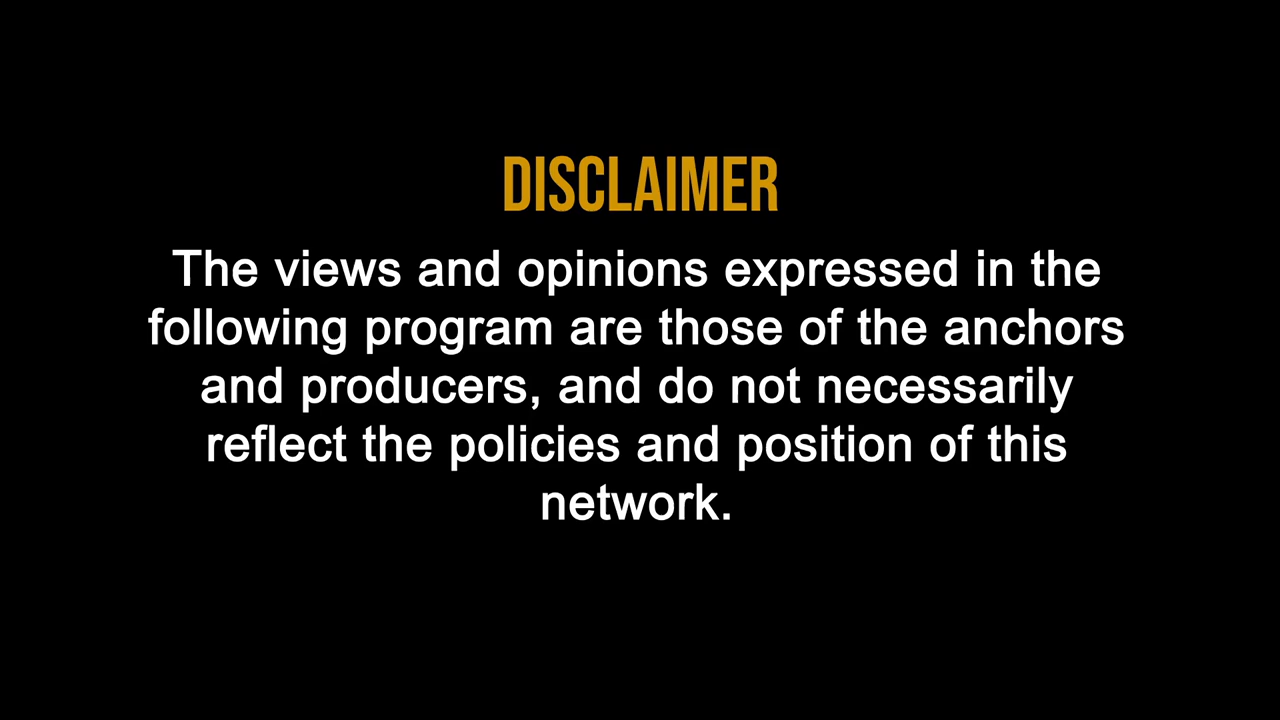 DISCLAIMER
The views and opinions expressed in the
following program are those of the anchors
and producers, and do not necessarily
reflect the policies and position of this
network.